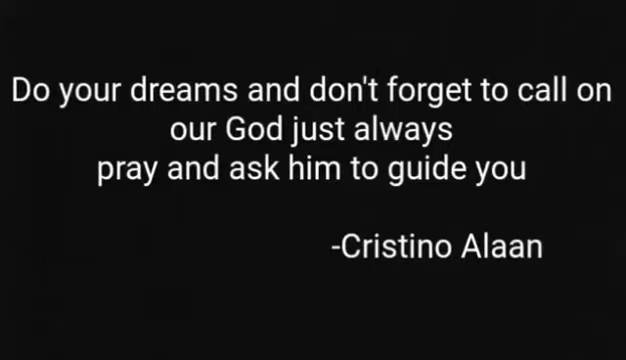 Do your dreams and don't forget to call on
our God just always
pray and ask him to guide you
-Cristino Alaan